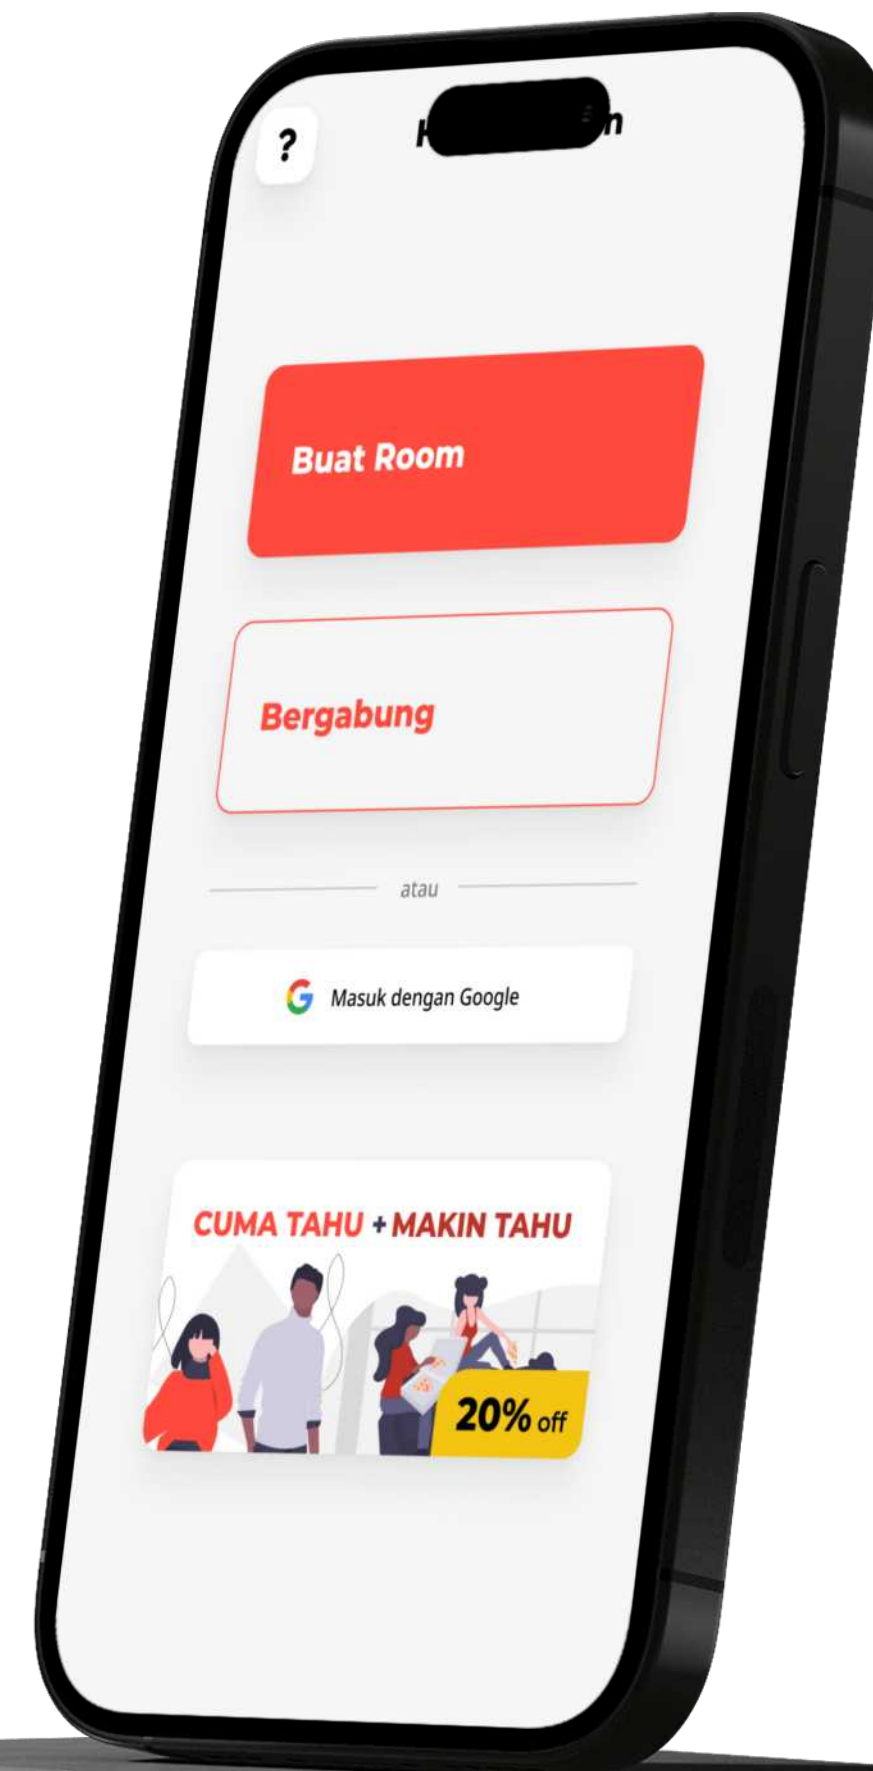 ?
Buat Room
Bergabung
atau
Masuk dengan Google
CUMA TAHU + MAKIN TAHU
20% off